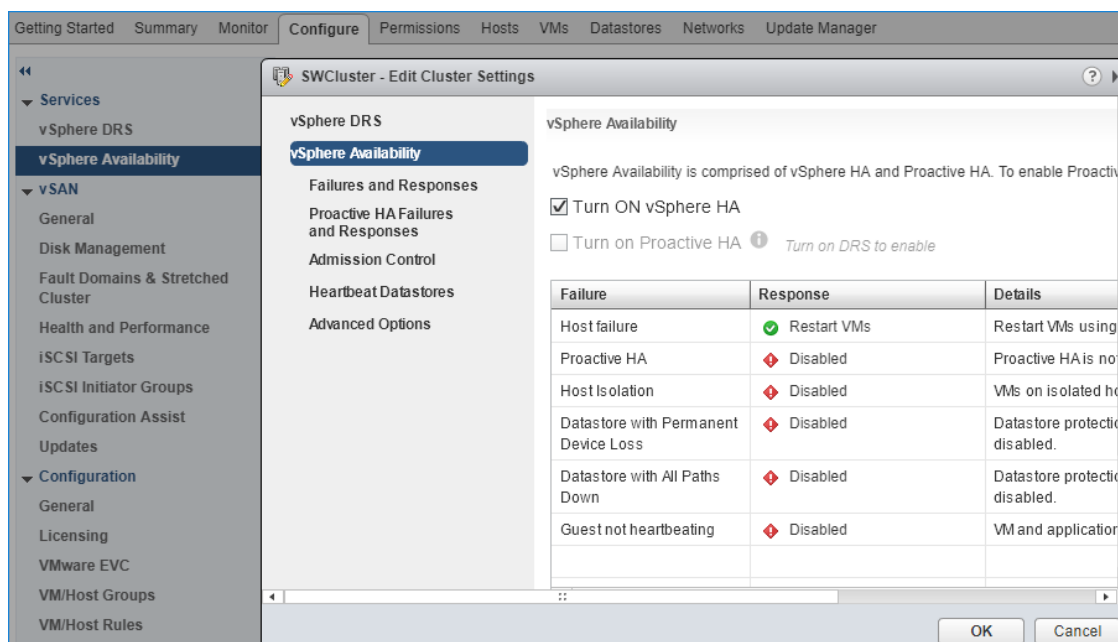 Getting Started Summary Monitor Configure Permissions Hosts VMs Datastores Networks Update Manager
SWCluster - Edit Cluster Settings
Services
vSphere DRS
vSphere Availability
vSAN
General
Disk Management
Fault Domains & Stretched
Cluster
Health and Performance
iSCSI Targets
iSCSI Initiator Groups
Configuration Assist
Updates
Configuration
General
Licensing
VMware EVC
VM/Host Groups
VM/Host Rules
vSphere DRS
vSphere Availability
Failures and Responses
Proactive HA Failures
and Responses
Admission Control
Heartbeat Datastores
Advanced Options
vSphere Availability
vSphere Availability is comprised of vSphere HA and Proactive HA. To enable Proactiv
Turn ON vSphere HA
Turn on Proactive HA Turn on DRS to enable
Failure Response Details
Host failure Restart VMs Restart VMs using
Proactive HA Disabled Proactive HA is no
Host Isolation Disabled VMs on isolated ho
Datastore with Permanent Disabled Datastore protectio
Device Loss disabled.
Datastore with All Paths Disabled Datastore protectio
Down disabled.
Guest not heartbeating Disabled VM and application
OK Cancel